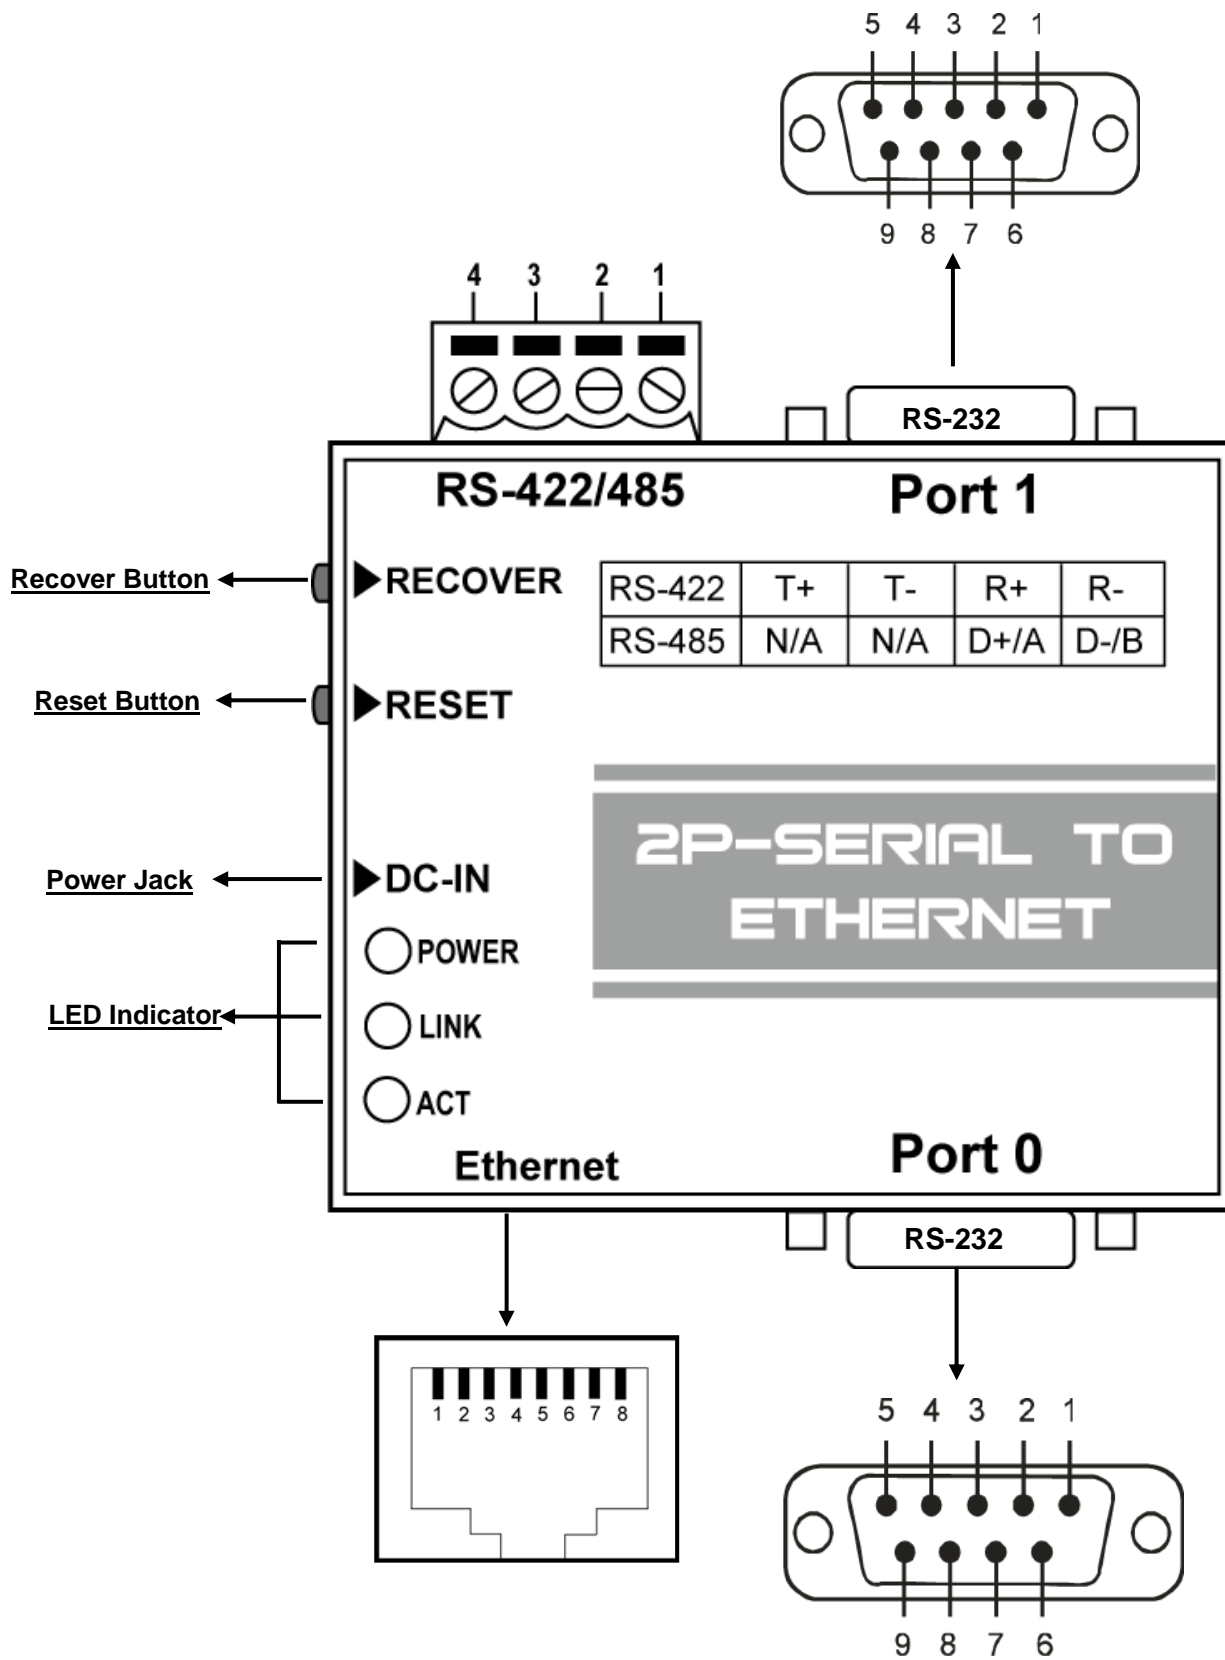 5 4 3 2 1
9 8 7 6
4 3 2 1
RS-232
RS-422/485
Port 1
Recover Button
RECOVER
RS-422 T+ T- R+ R-
RS-485 N/A N/A D+/A D-/B
Reset Button
RESET
2P-SERIAL TO
ETHERNET
Power Jack
DC-IN
POWER
LED Indicator
LINK
ACT
Ethernet
Port 0
RS-232
1 2 3 4 5 6 7 8
5 4 3 2 1
9 8 7 6